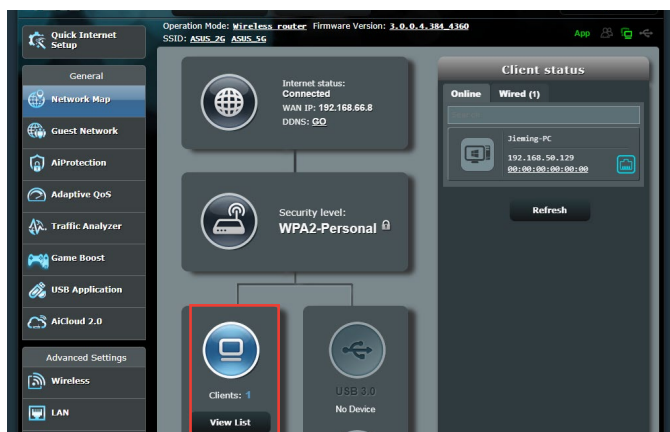 Quick Internet
Setup
Operation Mode: Wireless router Firmware Version: 3.0.0.4.384_4360
SSID: ASUS_2G ASUS_5G
App
General
Network Map
Guest Network
AiProtection
Adaptive QoS
Traffic Analyzer
Game Boost
USB Application
AiCloud 2.0
Advanced Settings
Wireless
LAN
Internet status:
Connected
WAN IP: 192.168.66.8
DDNS: GO
Security level:
WPA2-Personal
Clients: 1
View List
USB 3.0
No Device
Client status
Online Wired (1)
Jieming-PC
192.168.50.129
00:00:00:00:00:00
Refresh